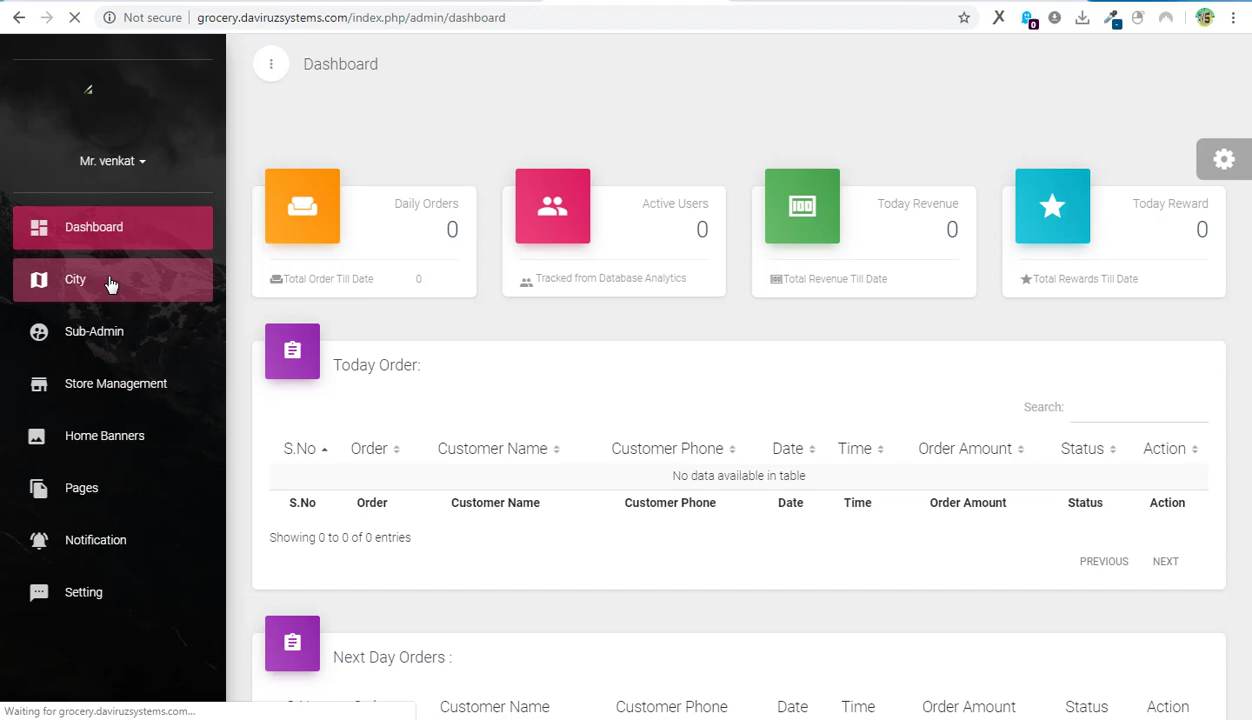 Not secure
grocery.daviruzsystems.com/index.php/admin/dashboard
0
Mr. venkat
Dashboard
City
Sub-Admin
Store Management
Home Banners
Pages
Notification
Setting
Dashboard
Daily Orders
0
Total Order Till Date 0
Active Users
0
Tracked from Database Analytics
Today Revenue
0
Total Revenue Till Date
Today Reward
0
Total Rewards Till Date
Today Order:
Search:
S.No Order Customer Name Customer Phone Date Time Order Amount Status Action
No data available in table
S.No Order Customer Name Customer Phone Date Time Order Amount Status Action
Showing 0 to 0 of 0 entries
PREVIOUS NEXT
Next Day Orders :
Customer Name Customer Phone Date Time Order Amount Status Action
Waiting for grocery.daviruzsystems.com...